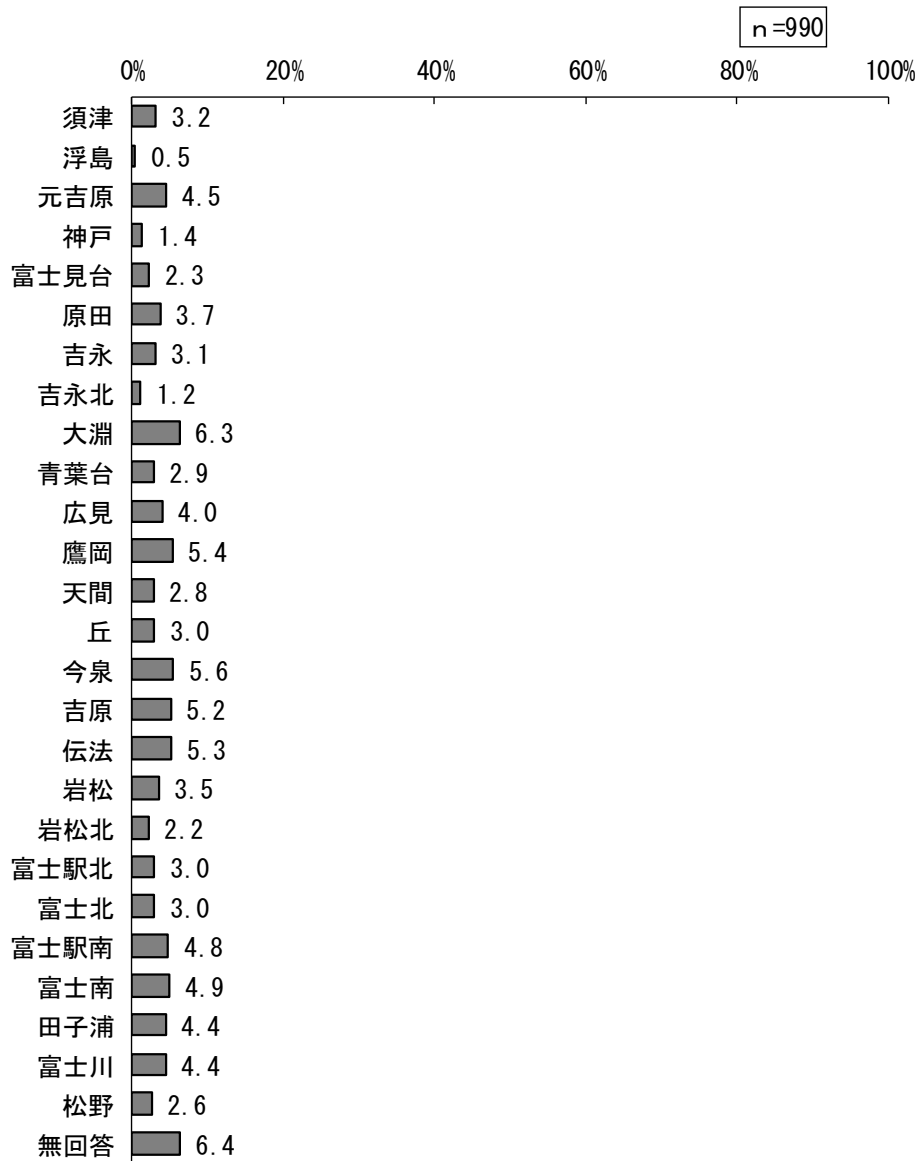 ｎ=990
0% 20% 40% 60% 80% 100%
須津 3.2
浮島 0.5
元吉原 4.5
神戸 1.4
富士見台 2.3
原田 3.7
吉永 3.1
吉永北 1.2
大淵 6.3
青葉台 2.9
広見 4.0
鷹岡 5.4
天間 2.8
丘 3.0
今泉 5.6
吉原 5.2
伝法 5.3
岩松 3.5
岩松北 2.2
富士駅北 3.0
富士北 3.0
富士駅南 4.8
富士南 4.9
田子浦 4.4
富士川 4.4
松野 2.6
無回答 6.4